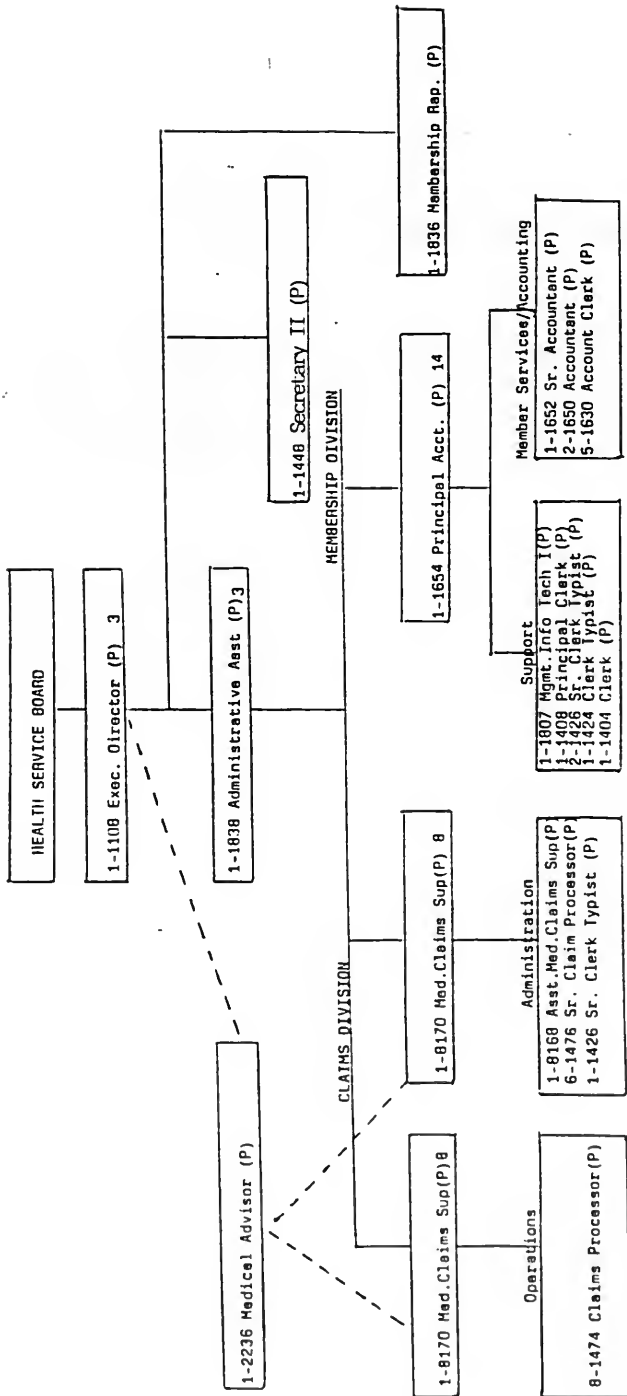 HEALTH SERVICE BOARD
1-1108 Exec. Director (P) 3
1-2236 Medical Advisor (P)
1-1838 Administrative Asst (P)3
1-1448 Secretary II (P)
CLAIMS DIVISION
MEMBERSHIP DIVISION
1-8170 Med.Claims Sup(P)8
1-8170 Med.Claims Sup(P) 8
1-1654 Principal Acct. (P) 14
1-1836 Membership Rep. (P)
Operations
8-1474 Claims Processor(P)
Administration
1-8168 Asst.Med.Claims Sup(P)
6-1476 Sr. Claim Processor(P)
1-1426 Sr. Clerk Typist (P)
Support
1-1807 Mgmt.Info Tech I(P)
1-1408 Principal Clerk (P)
2-1426 Sr. Clerk Typist (P)
1-1424 Clerk Typist (P)
1-1404 Clerk (P)
Member Services/Accounting
1-1652 Sr. Accountant (P)
2-1650 Accountant (P)
5-1630 Account Clerk (P)